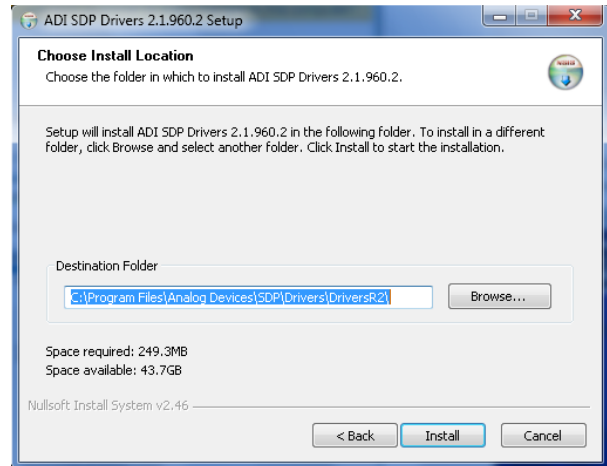 ADI SDP Drivers 2.1.960.2 Setup
Choose Install Location
Choose the folder in which to install ADI SDP Drivers 2.1.960.2.
Setup will install ADI SDP Drivers 2.1.960.2 in the following folder. To install in a different
folder, click Browse and select another folder. Click Install to start the installation.
Destination Folder
C:\Program Files\Analog Devices\SDP\Drivers\DriversR2\
Browse...
Space required: 249.3MB
Space available: 43.7GB
Nullsoft Install System v2.46
< Back
Install
Cancel